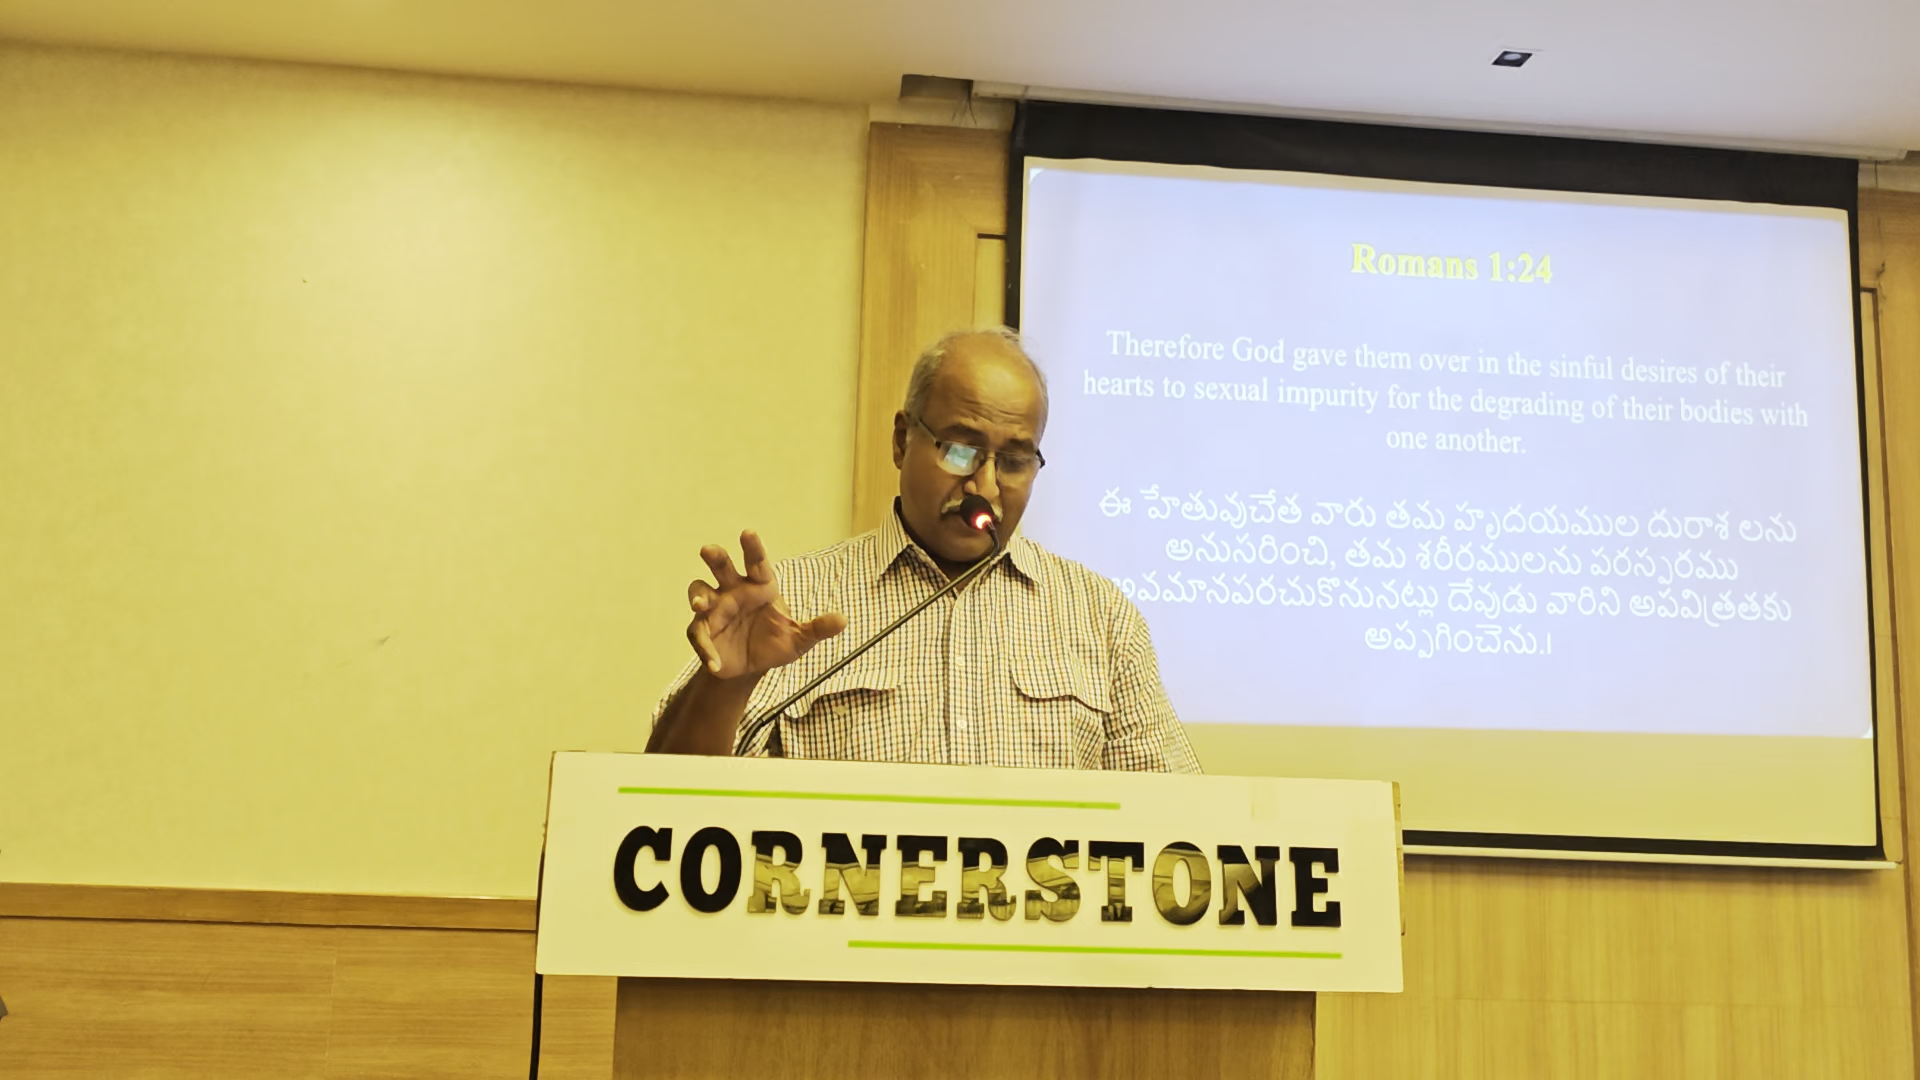 Romans 1:24
Therefore God gave them over in the sinful desires of their
hearts to sexual impurity for the degrading of their bodies with
one another.
ఈ హేతువుచేత వారు తమ హృదయముల దురాశ లను
అనుసరించి, తమ శరీరములను పరస్పరము
అవమానపరచుకొనునట్లు దేవుడు వారిని అపవిత్రతకు
అప్పగించెను.।
CORNERSTONE